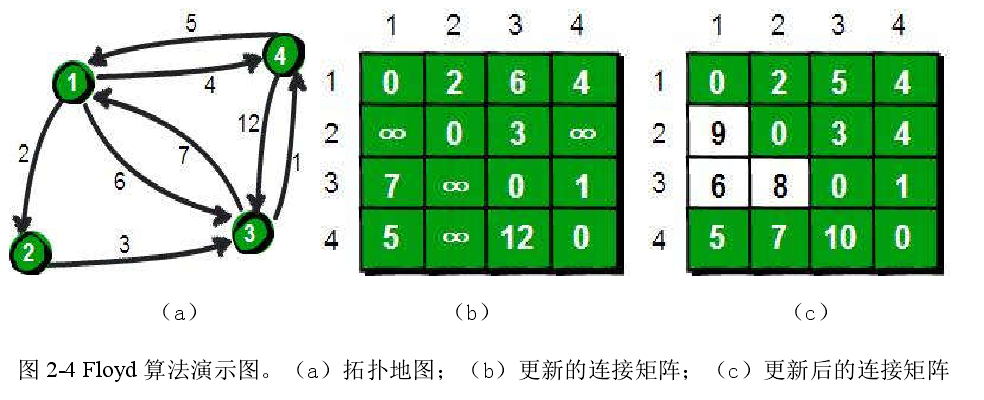 5
4
1
4
12
7
2
6
1
3
2
3
1 2 3 4
1 0 2 6 4
2 ∞ 0 3 ∞
3 7 ∞ 0 1
4 5 ∞ 12 0
1 2 3 4
1 0 2 5 4
2 9 0 3 4
3 6 8 0 1
4 5 7 10 0
(a)
(b)
(c)
图 2-4 Floyd 算法演示图。(a)拓扑地图;(b)更新的连接矩阵;(c)更新后的连接矩阵